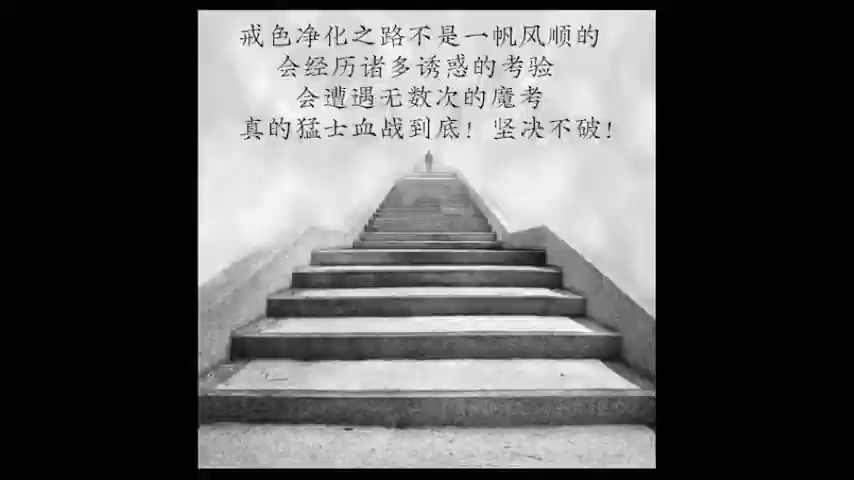 戒色净化之路不是一帆风顺的
会经历诸多诱惑的考验
会遭遇无数次的魔考
真的猛士血战到底！坚决不破！